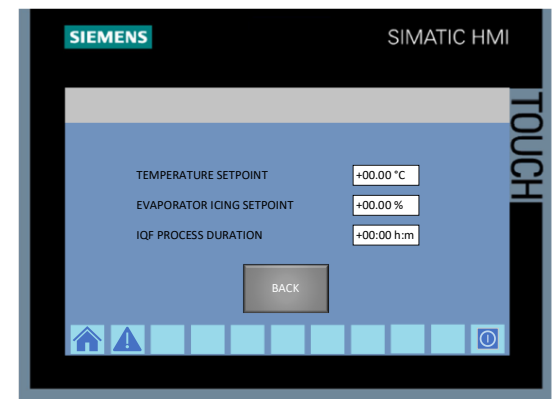 SIEMENS
SIMATIC HMI
TOUCH
TEMPERATURE SETPOINT +00.00 °C
EVAPORATOR ICING SETPOINT +00.00 %
IQF PROCESS DURATION +00:00 h:m
BACK